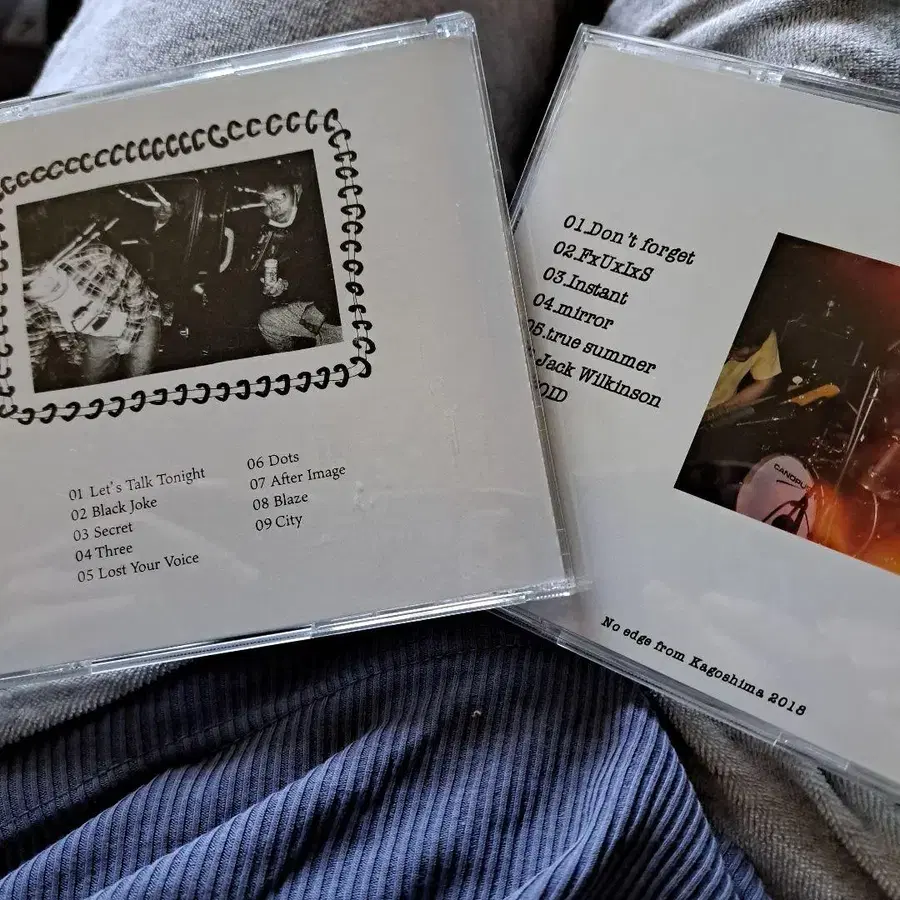 01 Let's Talk Tonight
02 Black Joke
03 Secret
04 Three
05 Lost Your Voice
06 Dots
07 After Image
08 Blaze
09 City
01.Don't forget
02.FxUxIxS
03.Instant
04.mirror
05.true summer
Jack Wilkinson
OID
CANOPU
No edge from Kagoshima 2018